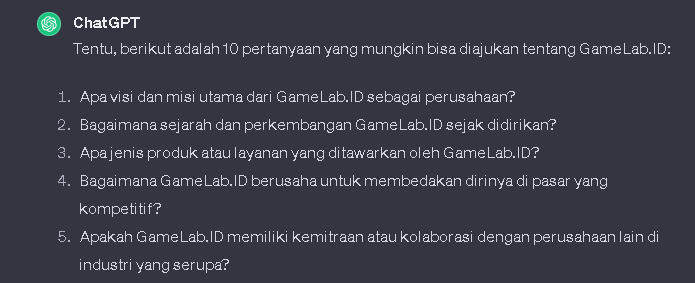 ChatGPT
Tentu, berikut adalah 10 pertanyaan yang mungkin bisa diajukan tentang GameLab.ID:
1. Apa visi dan misi utama dari GameLab.ID sebagai perusahaan?
2. Bagaimana sejarah dan perkembangan GameLab.ID sejak didirikan?
3. Apa jenis produk atau layanan yang ditawarkan oleh GameLab.ID?
4. Bagaimana GameLab.ID berusaha untuk membedakan dirinya di pasar yang
kompetitif?
5. Apakah GameLab.ID memiliki kemitraan atau kolaborasi dengan perusahaan lain di
industri yang serupa?